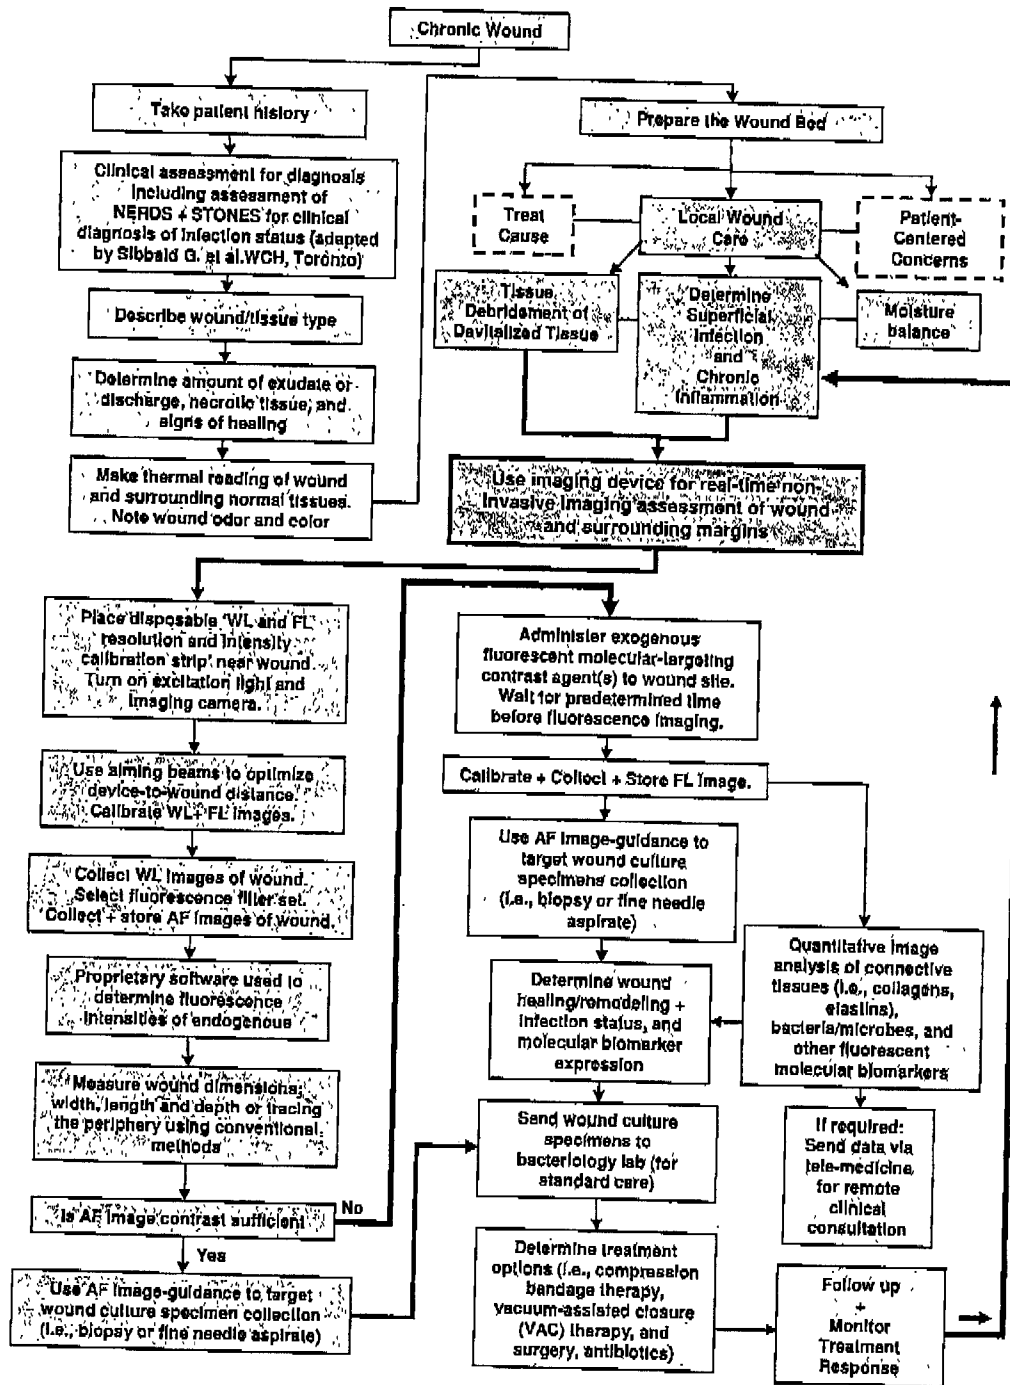 Chronic Wound
Take patient history
Clinical assessment for diagnosis
including assessment of
NERDS + STONES for clinical
diagnosis of infection status (adapted
by Sibbald G. et al.WCH, Toronto)
Describe wound/tissue type
Determine amount of exudate or
discharge, necrotic tissue, and
signs of healing
Make thermal reading of wound
and surrounding normal tissues.
Note wound odor and color
Prepare the Wound Bed
Treat
Cause
Local Wound
Care
Patient-
Centered
Concerns
Tissue
Debridement of
Devitalized Tissue
Determine
Superficial
Infection
and
Chronic
Inflammation
Moisture
balance
Use imaging device for real-time non-
invasive imaging assessment of wound
and surrounding margins
Place disposable 'WL and FL
resolution and intensity
calibration strip' near wound.
Turn on excitation light and
imaging camera.
Use aiming beams to optimize
device-to-wound distance.
Calibrate WL+ FL images.
Collect WL images of wound.
Select fluorescence filter set.
Collect + store AF images of wound.
Proprietary software used to
determine fluorescence
intensities of endogenous
Measure wound dimensions;
width, length and depth or tracing
the periphery using conventional
methods
Is AF image contrast sufficient
No
Yes
Use AF image-guidance to target
wound culture specimen collection
(i.e., biopsy or fine needle aspirate)
Administer exogenous
fluorescent molecular-targeting
contrast agent(s) to wound site.
Wait for predetermined time
before fluorescence imaging.
Calibrate + Collect + Store FL image.
Use AF image-guidance to
target wound culture
specimens collection
(i.e., biopsy or fine needle
aspirate)
Determine wound
healing/remodeling +
infection status, and
molecular biomarker
expression
Quantitative image
analysis of connective
tissues (i.e., collagens,
elastins),
bacteria/microbes, and
other fluorescent
molecular biomarkers
Send wound culture
specimens to
bacteriology lab (for
standard care)
If required:
Send data via
tele-medicine
for remote
clinical
consultation
Determine treatment
options (i.e., compression
bandage therapy,
vacuum-assisted closure
(VAC) therapy, and
surgery, antibiotics)
Follow up
+
Monitor
Treatment
Response